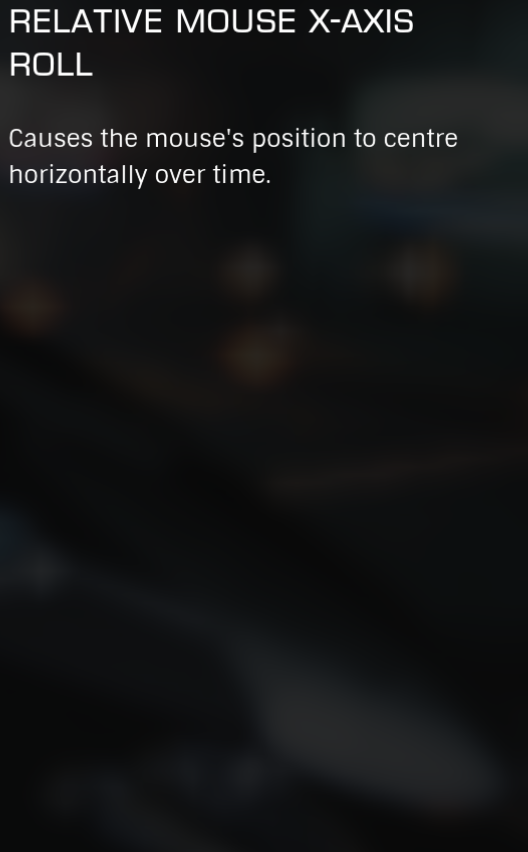 RELATIVE MOUSE X-AXIS
ROLL
Causes the mouse's position to centre
horizontally over time.